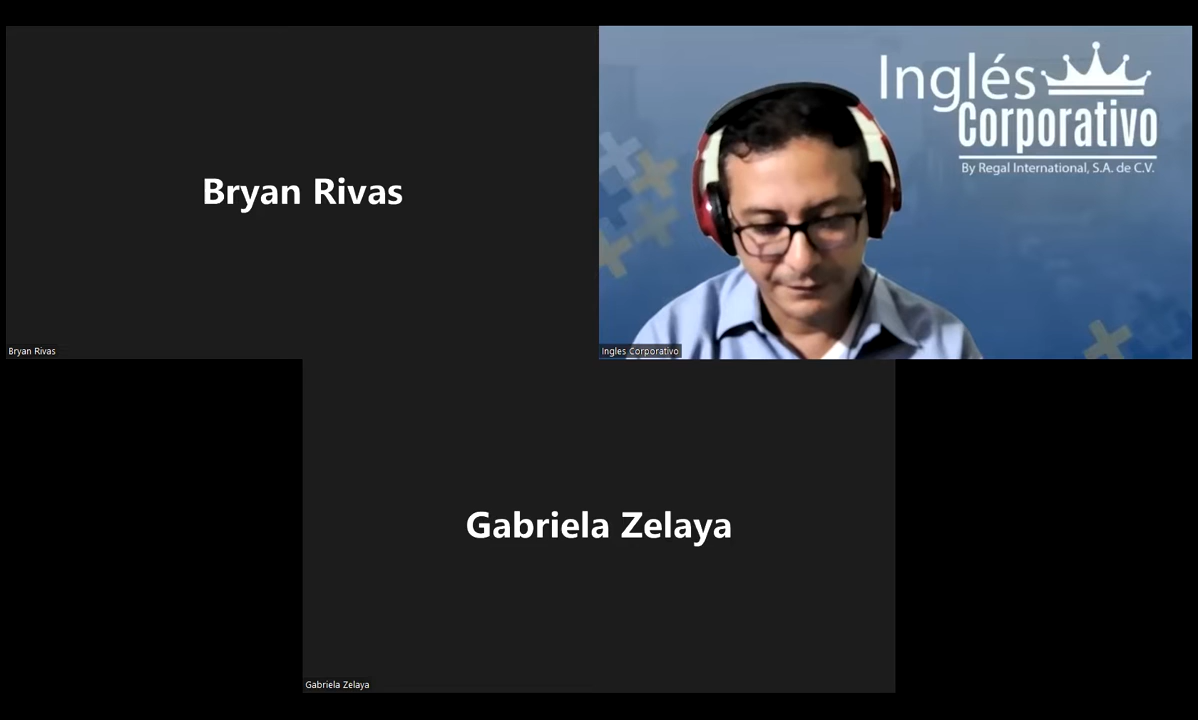 Bryan Rivas
Bryan Rivas
Inglés
Corporativo
By Regal International, S.A. de C.V.
Ingles Corporativo
Gabriela Zelaya
Gabriela Zelaya